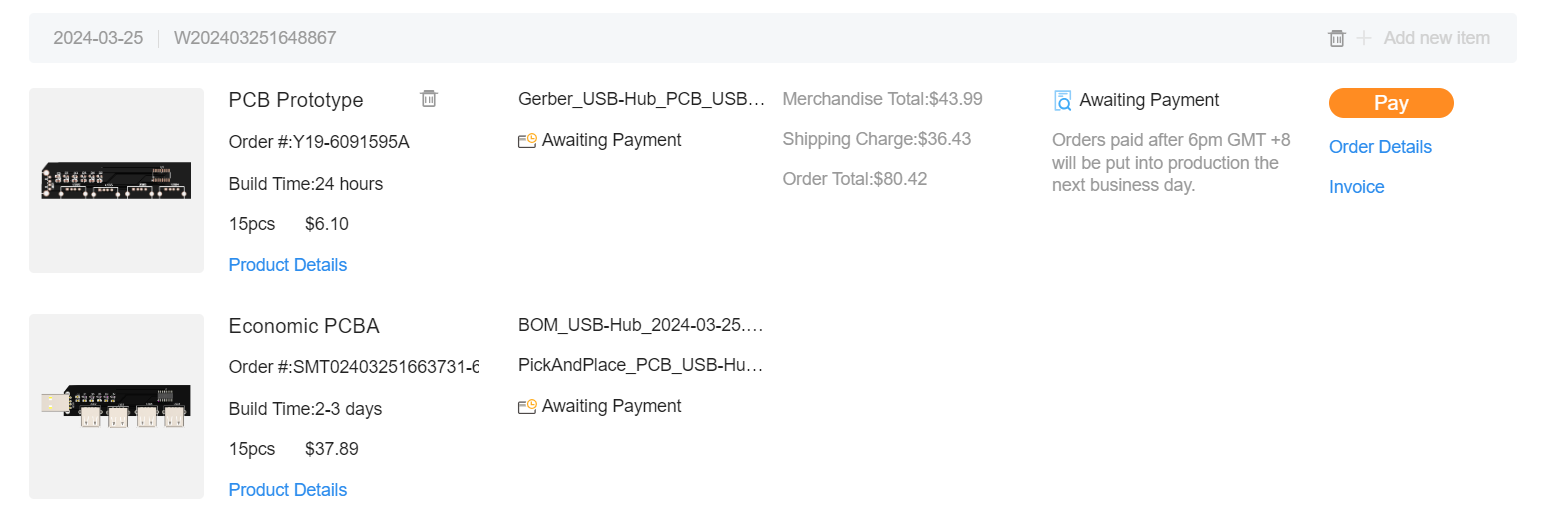 2024-03-25 W202403251648867 Add new item
PCB Prototype
Order #:Y19-6091595A
Build Time:24 hours
15pcs $6.10
Product Details
Gerber_USB-Hub_PCB_USB…
Awaiting Payment
Merchandise Total:$43.99
Shipping Charge:$36.43
Order Total:$80.42
Awaiting Payment
Orders paid after 6pm GMT +8
will be put into production the
next business day.
Pay
Order Details
Invoice
Economic PCBA
Order #:SMT02403251663731-6
Build Time:2-3 days
15pcs $37.89
Product Details
BOM_USB-Hub_2024-03-25.…
PickAndPlace_PCB_USB-Hu…
Awaiting Payment